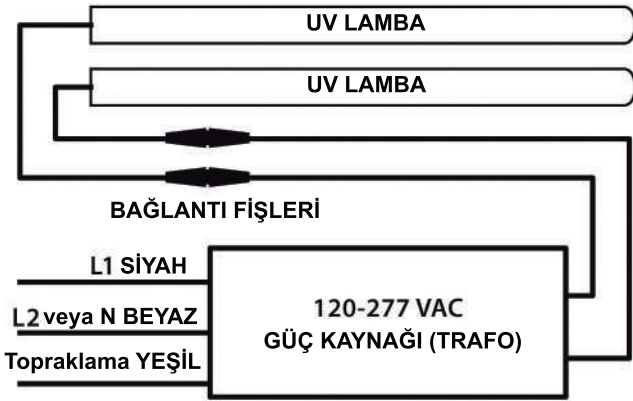 UV LAMBA
UV LAMBA
BAĞLANTI FİŞLERİ
L1 SİYAH
L2 veya N BEYAZ
Topraklama YEŞİL
120-277 VAC
GÜÇ KAYNAĞI (TRAFO)